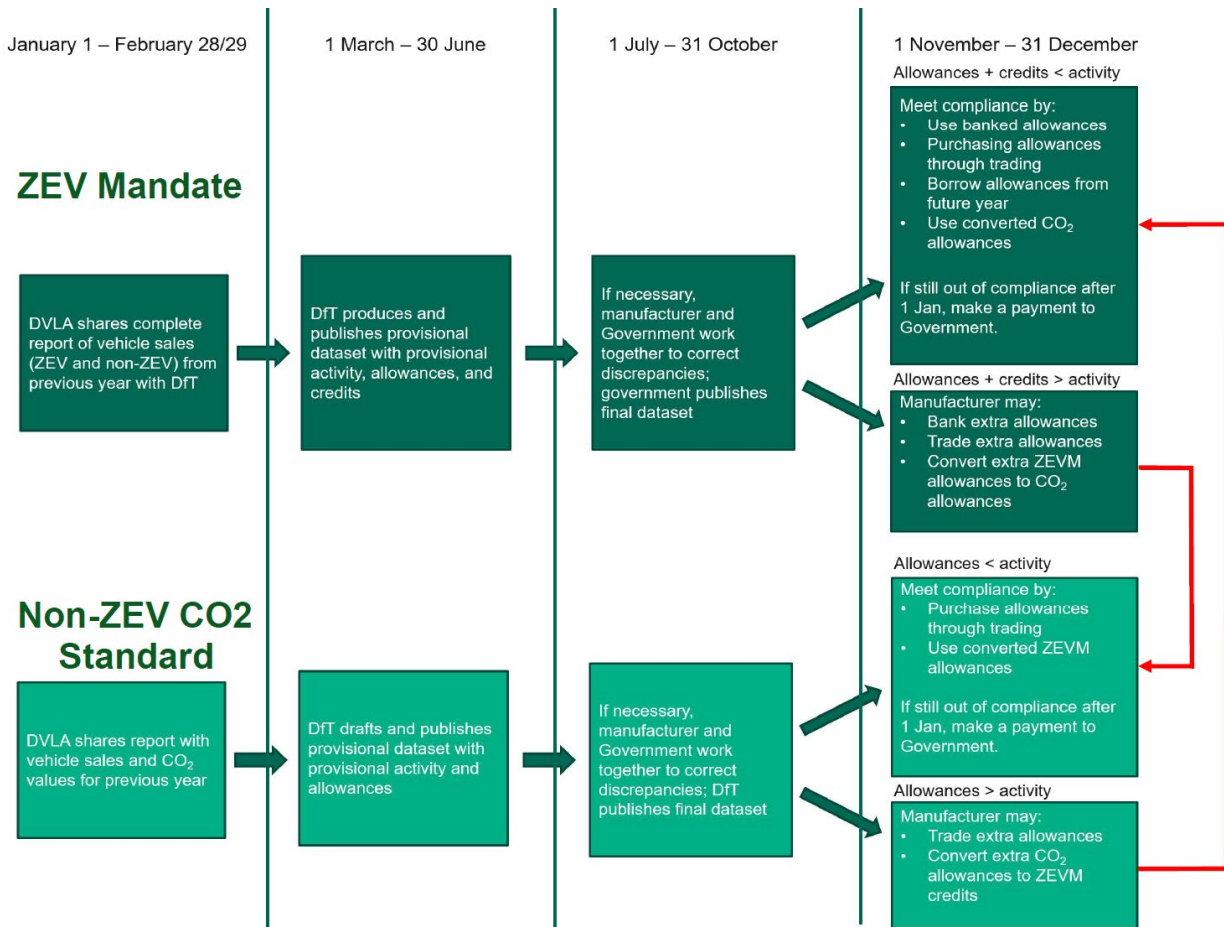 January 1 – February 28/29
1 March – 30 June
1 July – 31 October
1 November – 31 December
ZEV Mandate
DVLA shares complete
report of vehicle sales
(ZEV and non-ZEV) from
previous year with DfT
DfT produces and
publishes provisional
dataset with provisional
activity, allowances, and
credits
If necessary,
manufacturer and
Government work
together to correct
discrepancies;
government publishes
final dataset
Allowances + credits < activity
Meet compliance by:
• Use banked allowances
• Purchasing allowances
through trading
• Borrow allowances from
future year
• Use converted CO₂
allowances
If still out of compliance after
1 Jan, make a payment to
Government.
Allowances + credits > activity
Manufacturer may:
• Bank extra allowances
• Trade extra allowances
• Convert extra ZEVM
allowances to CO₂
allowances
Non-ZEV CO2
Standard
DVLA shares report with
vehicle sales and CO₂
values for previous year
DfT drafts and publishes
provisional dataset with
provisional activity and
allowances
If necessary,
manufacturer and
Government work
together to correct
discrepancies; DfT
publishes final dataset
Allowances < activity
Meet compliance by:
• Purchase allowances
through trading
• Use converted ZEVM
allowances
If still out of compliance after
1 Jan, make a payment to
Government.
Allowances > activity
Manufacturer may:
• Trade extra allowances
• Convert extra CO₂
allowances to ZEVM
credits